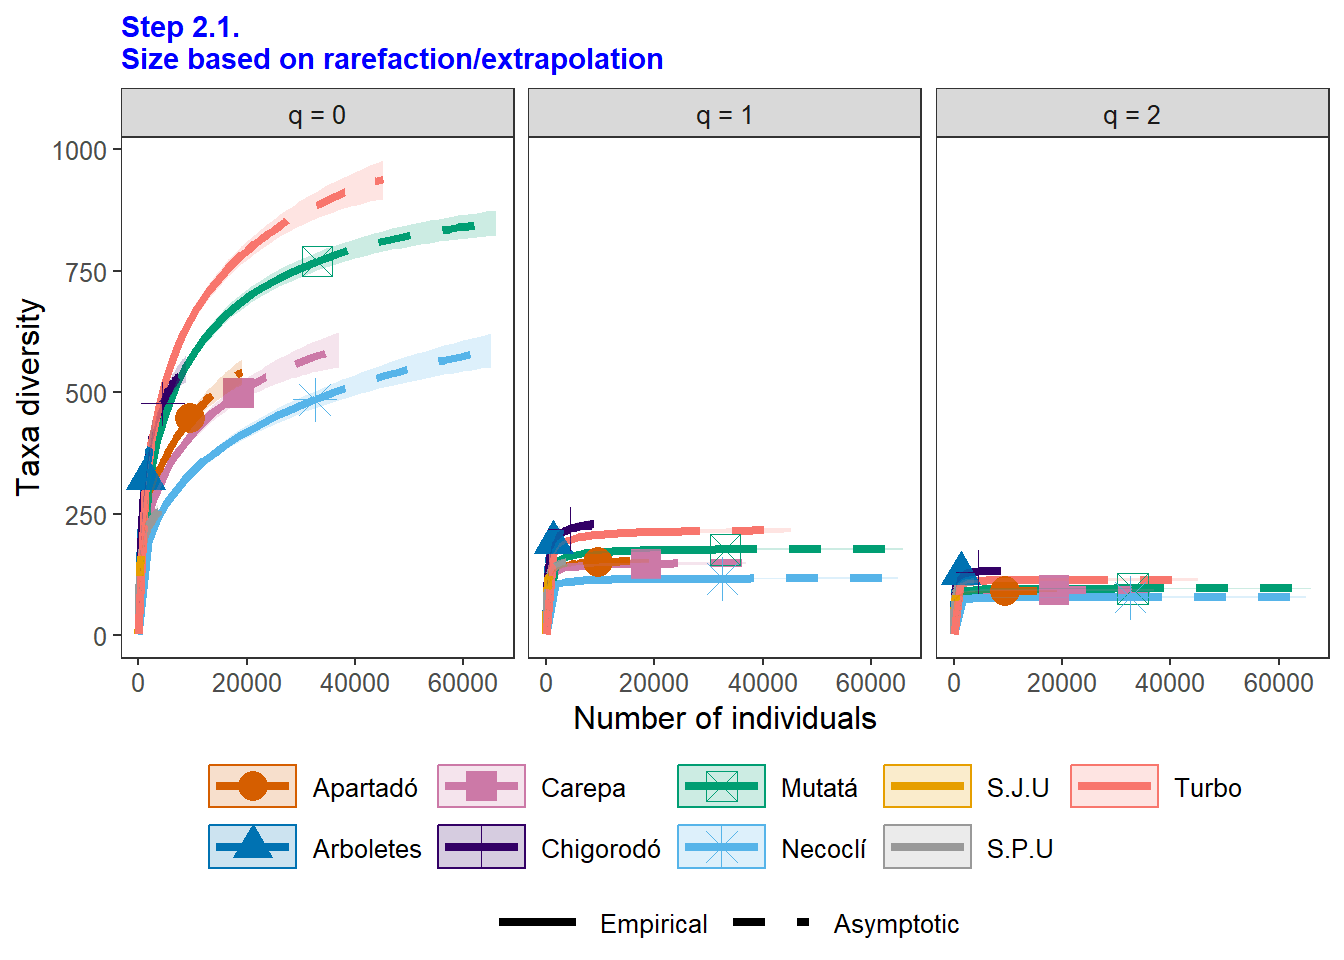 Step 2.1.
Size based on rarefaction/extrapolation
q = 0
q = 1
q = 2
Taxa diversity
1000
750
500
250
0
0 20000 40000 60000
0 20000 40000 60000
0 20000 40000 60000
Number of individuals
Apartadó Carepa Mutatá S.J.U Turbo
Arboletes Chigorodó Necoclí S.P.U
Empirical Asymptotic